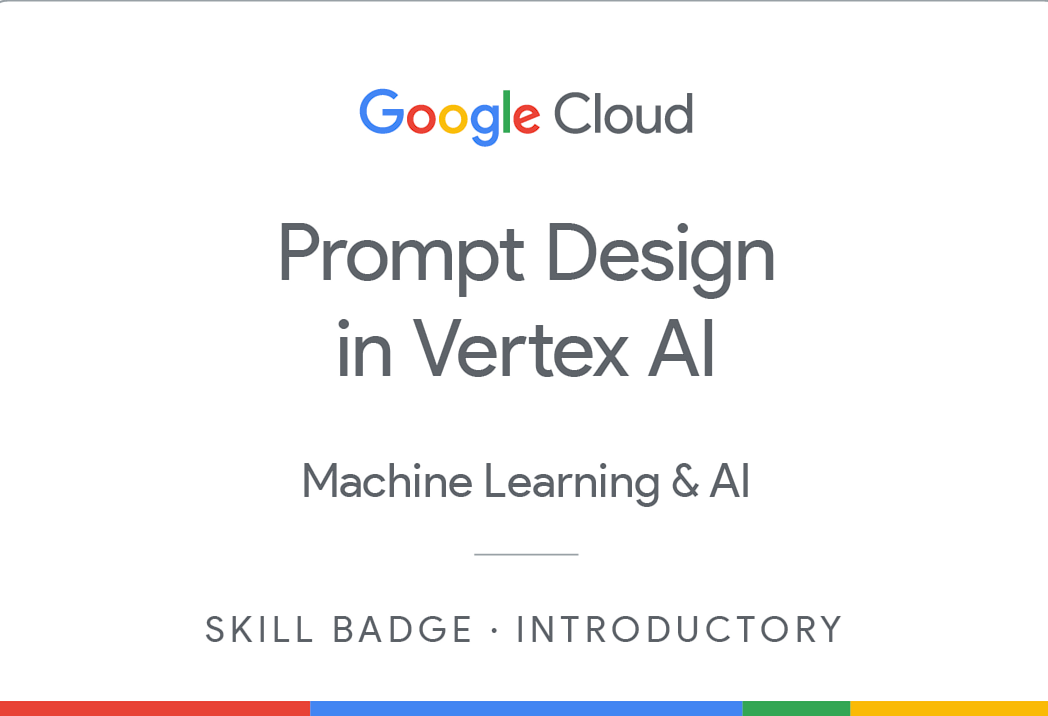 Google Cloud
Prompt Design
in Vertex AI
Machine Learning & AI
SKILL BADGE · INTRODUCTORY